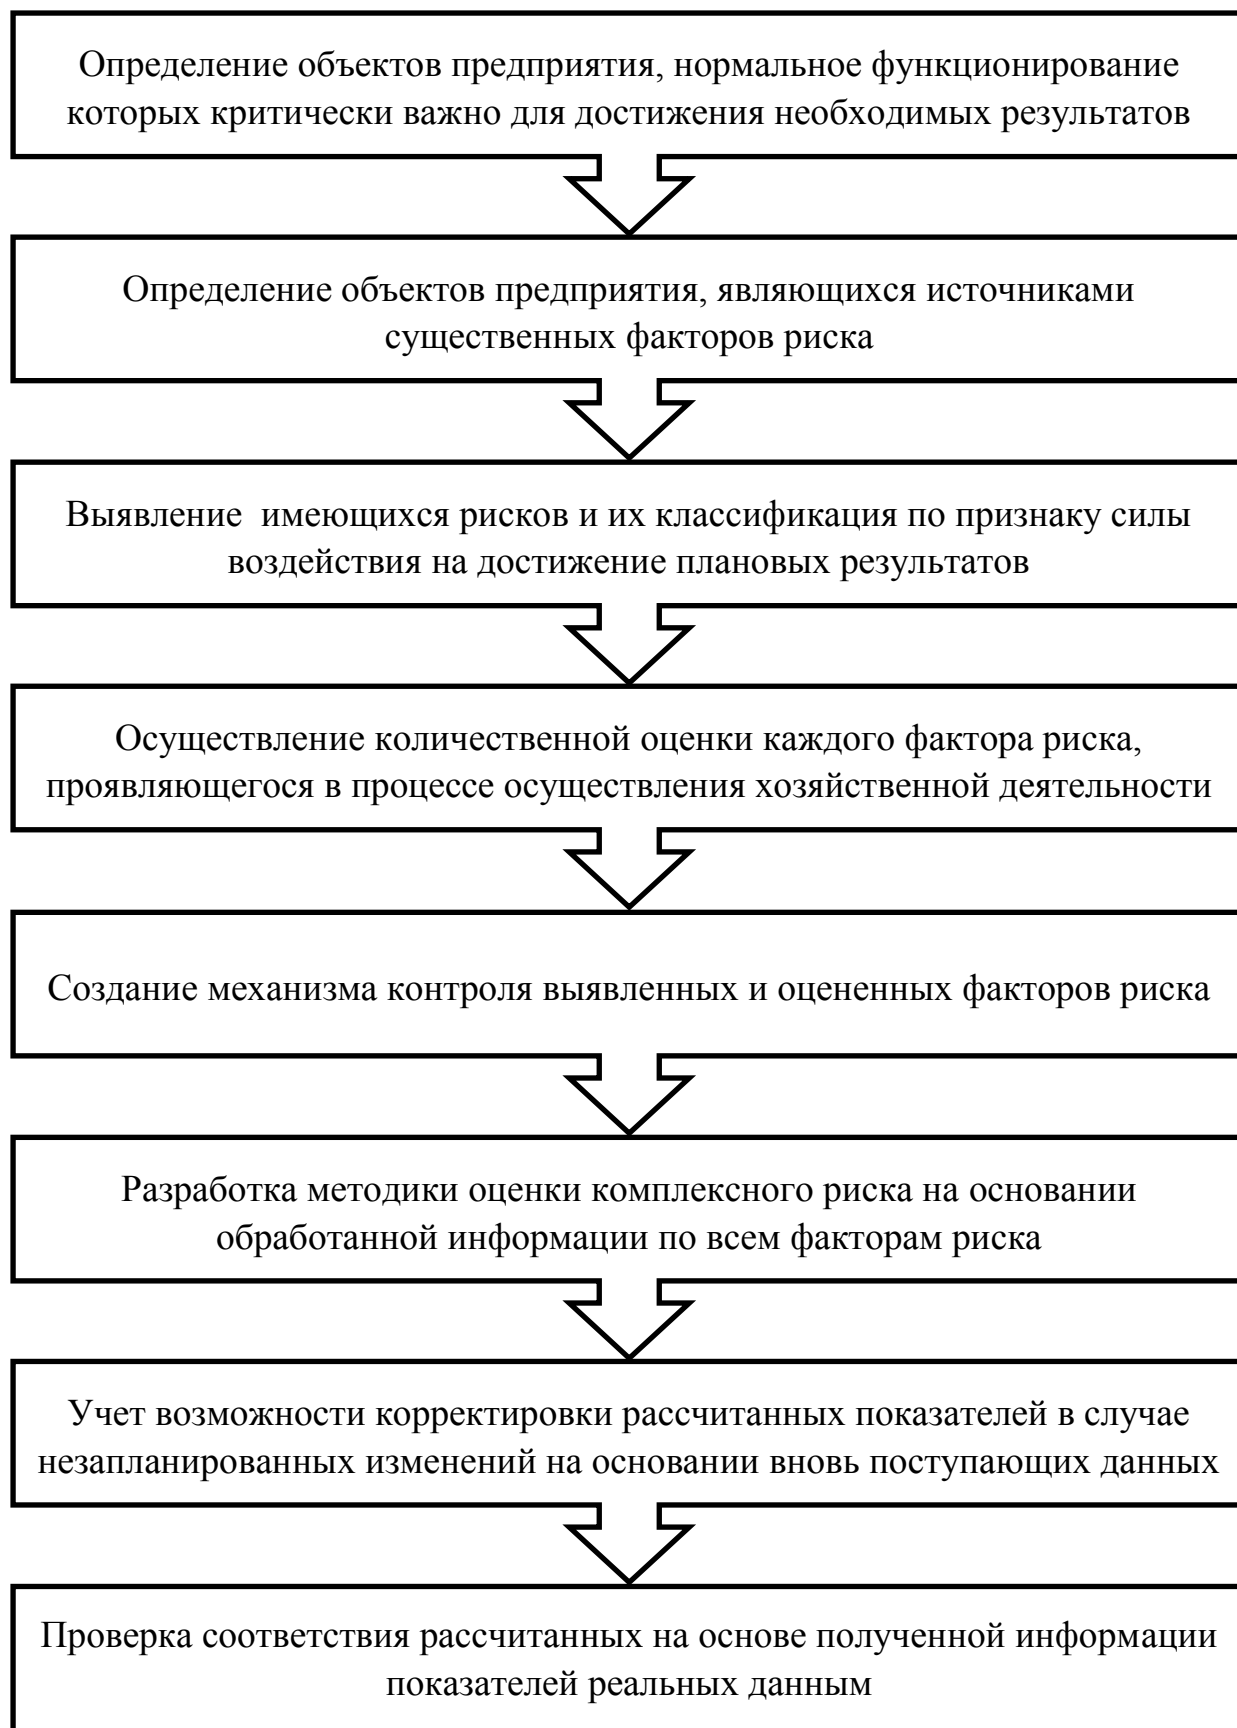 Определение объектов предприятия, нормальное функционирование
которых критически важно для достижения необходимых результатов
Определение объектов предприятия, являющихся источниками
существенных факторов риска
Выявление  имеющихся рисков и их классификация по признаку силы
воздействия на достижение плановых результатов
Осуществление количественной оценки каждого фактора риска,
проявляющегося в процессе осуществления хозяйственной деятельности
Создание механизма контроля выявленных и оцененных факторов риска
Разработка методики оценки комплексного риска на основании
обработанной информации по всем факторам риска
Учет возможности корректировки рассчитанных показателей в случае
незапланированных изменений на основании вновь поступающих данных
Проверка соответствия рассчитанных на основе полученной информации
показателей реальных данным